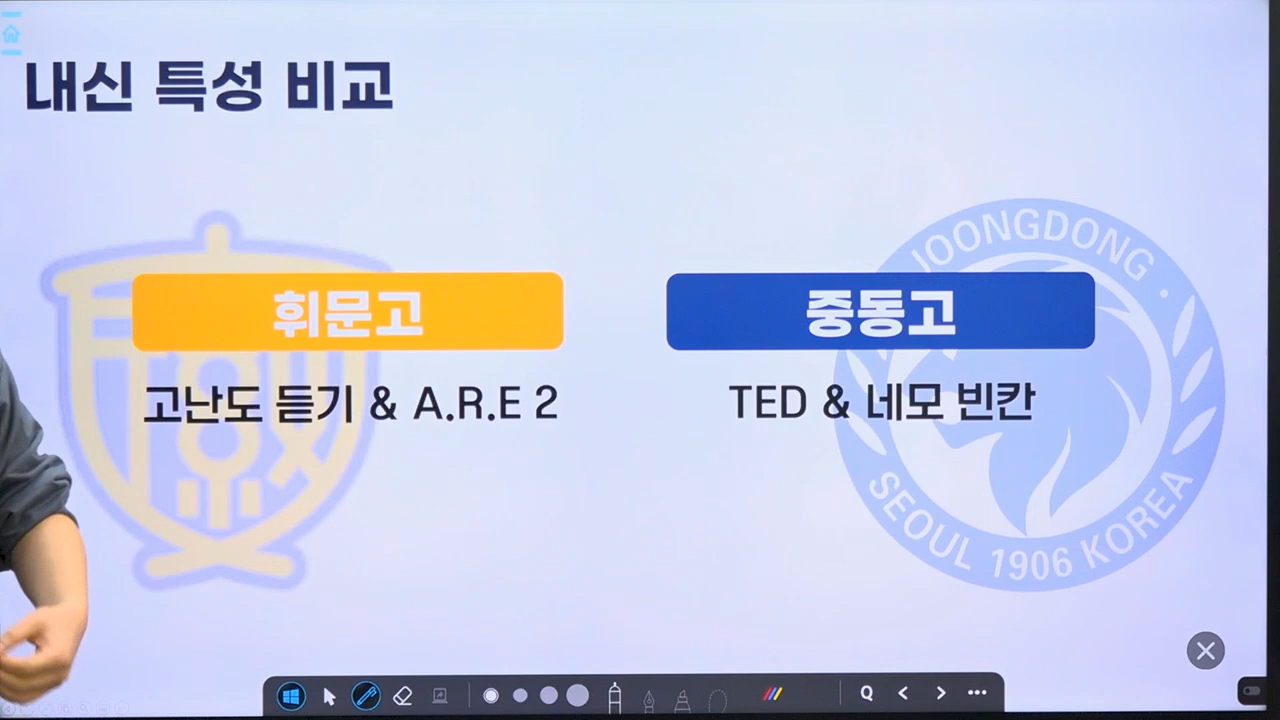 내신 특성 비교
휘문고
고난도 듣기 & A.R.E 2
중동고
TED & 네모 빈칸
JOONGDONG
SEOUL 1906 KOREA